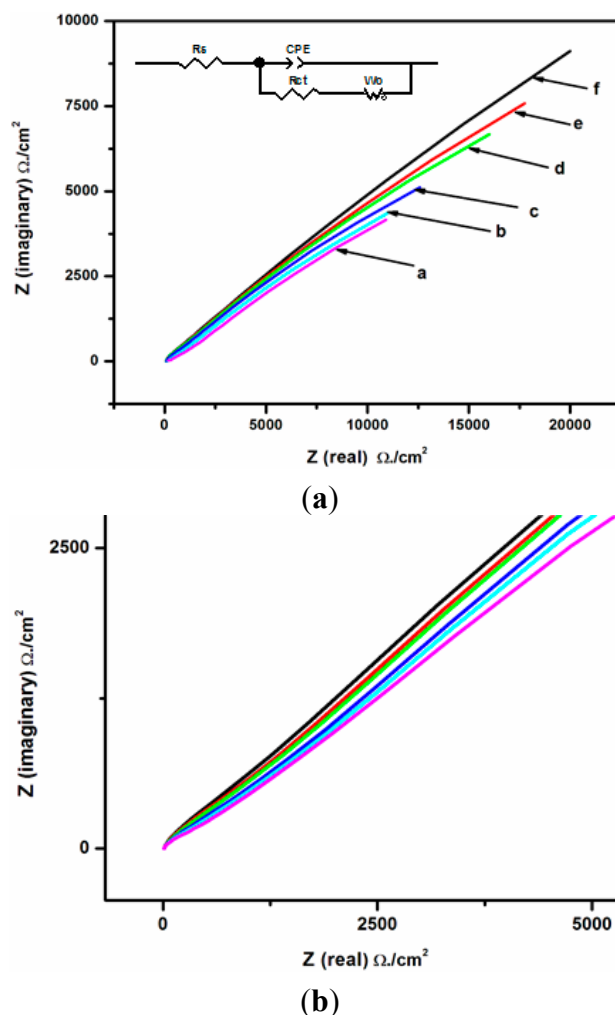 10000
7500
5000
2500
0
Z (imaginary) Ω./cm²
Rs
CPE
Rct
Wo
f
e
d
c
b
a
0 5000 10000 15000 20000
Z (real) Ω./cm²
(a)
2500
0
Z (imaginary) Ω./cm²
0 2500 5000
Z (real) Ω./cm²
(b)